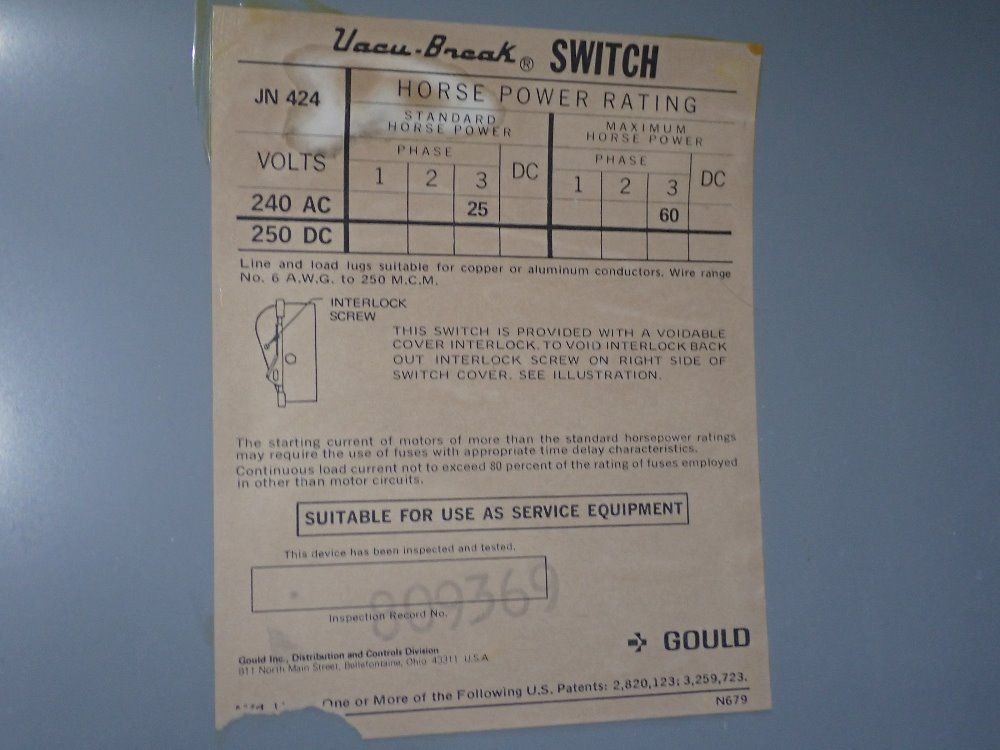 Vacu-Break® SWITCH
JN 424
HORSE POWER RATING
STANDARD
HORSE POWER
MAXIMUM
HORSE POWER
VOLTS
PHASE
DC
PHASE
DC
1 2 3
1 2 3
240 AC 25 60
250 DC
Line and load lugs suitable for copper or aluminum conductors. Wire range
No. 6 A.W.G. to 250 M.C.M.
INTERLOCK
SCREW
THIS SWITCH IS PROVIDED WITH A VOIDABLE
COVER INTERLOCK. TO VOID INTERLOCK BACK
OUT INTERLOCK SCREW ON RIGHT SIDE OF
SWITCH COVER. SEE ILLUSTRATION.
The starting current of motors of more than the standard horsepower ratings
may require the use of fuses with appropriate time delay characteristics.
Continuous load current not to exceed 80 percent of the rating of fuses employed
in other than motor circuits.
SUITABLE FOR USE AS SERVICE EQUIPMENT
This device has been inspected and tested.
809369
Inspection Record No.
GOULD
Gould Inc., Distribution and Controls Division
811 North Main Street, Bellefontaine, Ohio 43311 U.S.A
One or More of the Following U.S. Patents: 2,820,123; 3,259,723.
N679